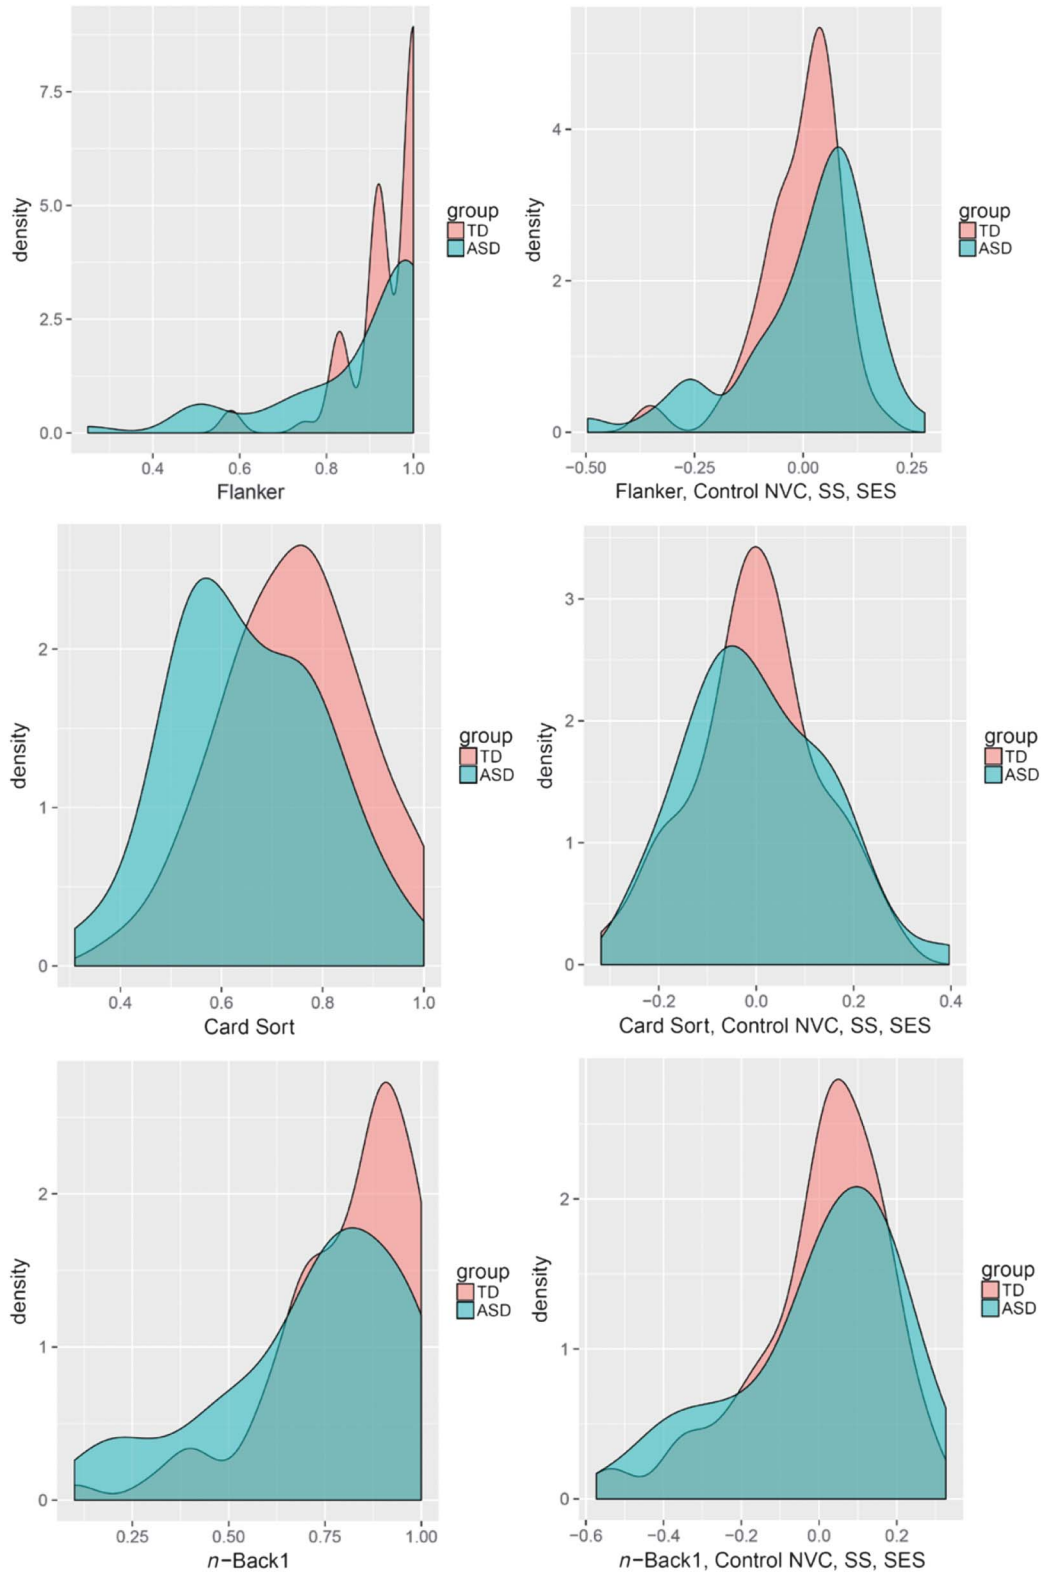 7.5
5.0
2.5
0.0
density
0.4 0.6 0.8 1.0
Flanker
group
TD
ASD
4
2
0
density
−0.50 −0.25 0.00 0.25
Flanker, Control NVC, SS, SES
group
TD
ASD
2
1
0
density
0.4 0.6 0.8 1.0
Card Sort
group
TD
ASD
3
2
1
0
density
−0.2 0.0 0.2 0.4
Card Sort, Control NVC, SS, SES
group
TD
ASD
2
1
0
density
0.25 0.50 0.75 1.00
n−Back1
group
TD
ASD
2
1
0
density
−0.6 −0.4 −0.2 0.0 0.2
n−Back1, Control NVC, SS, SES
group
TD
ASD